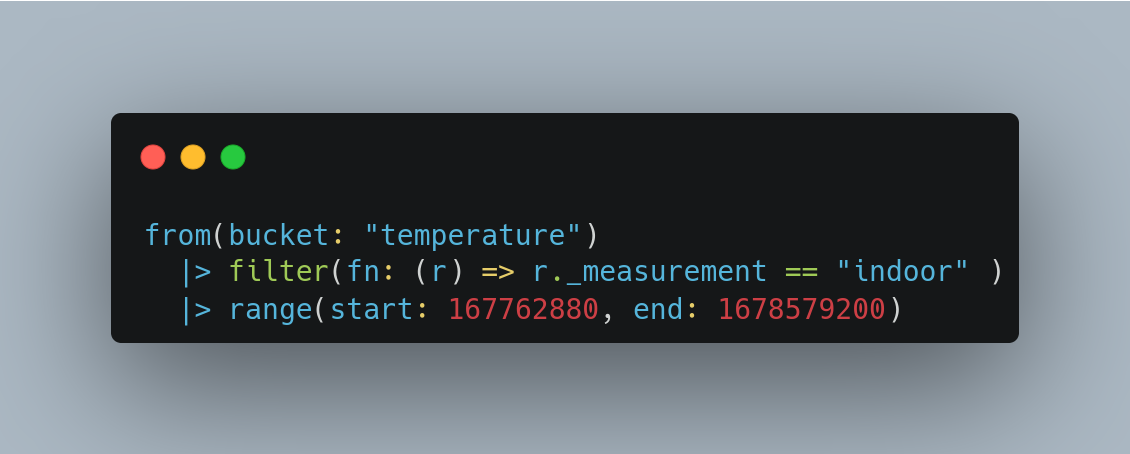 from(bucket: "temperature")
  |> filter(fn: (r) => r._measurement == "indoor" )
  |> range(start: 167762880, end: 1678579200)